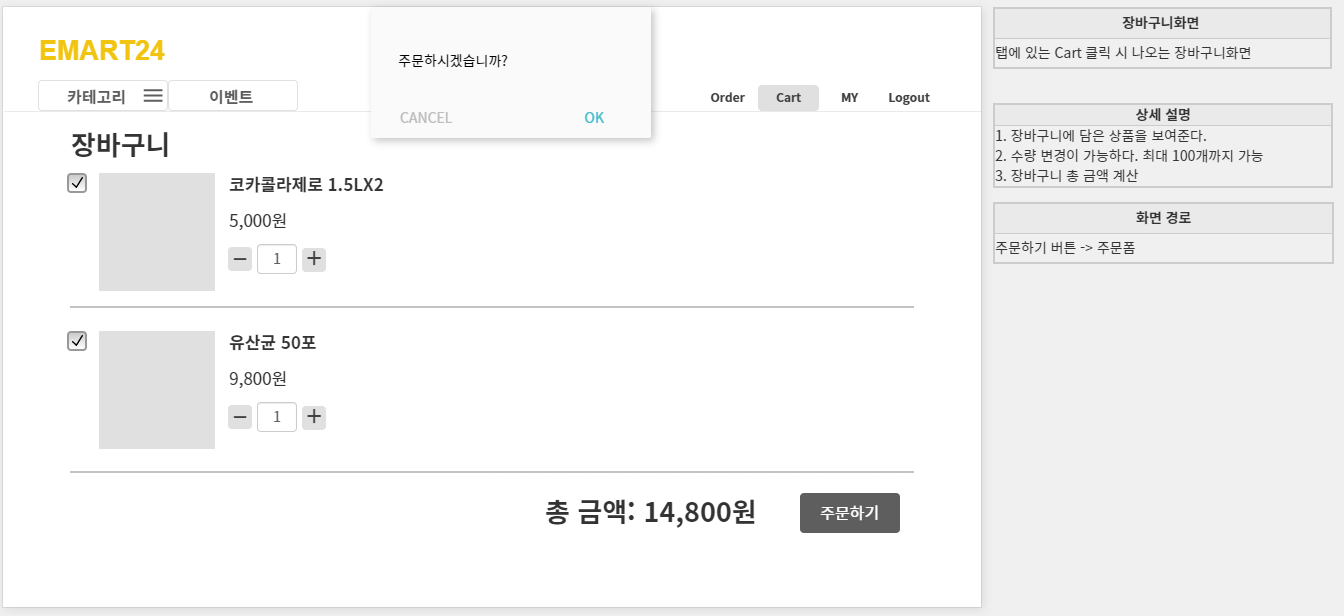 EMART24
주문하시겠습니까?
CANCEL OK
카테고리 이벤트
Order Cart MY Logout
장바구니
코카콜라제로 1.5LX2
5,000원
− 1 +
유산균 50포
9,800원
− 1 +
총 금액: 14,800원 주문하기
장바구니화면
탭에 있는 Cart 클릭 시 나오는 장바구니화면
상세 설명
1. 장바구니에 담은 상품을 보여준다.
2. 수량 변경이 가능하다. 최대 100개까지 가능
3. 장바구니 총 금액 계산
화면 경로
주문하기 버튼 -> 주문폼